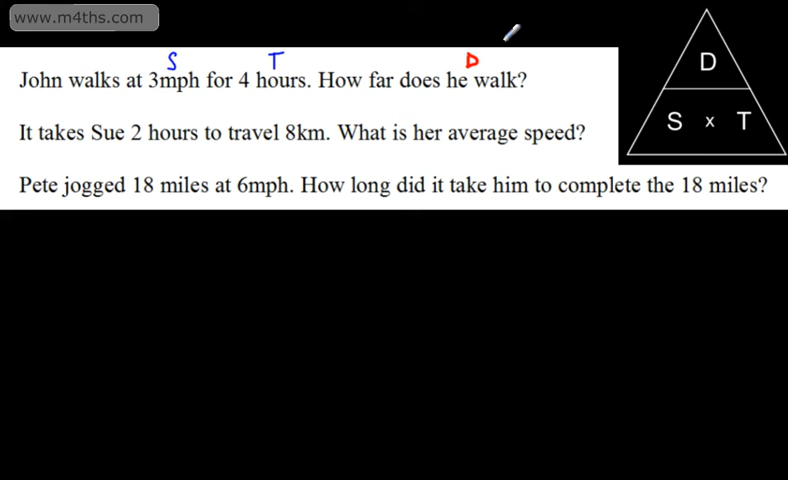 www.m4ths.com
S T D
John walks at 3mph for 4 hours. How far does he walk?
It takes Sue 2 hours to travel 8km. What is her average speed?
Pete jogged 18 miles at 6mph. How long did it take him to complete the 18 miles?
D
S x T